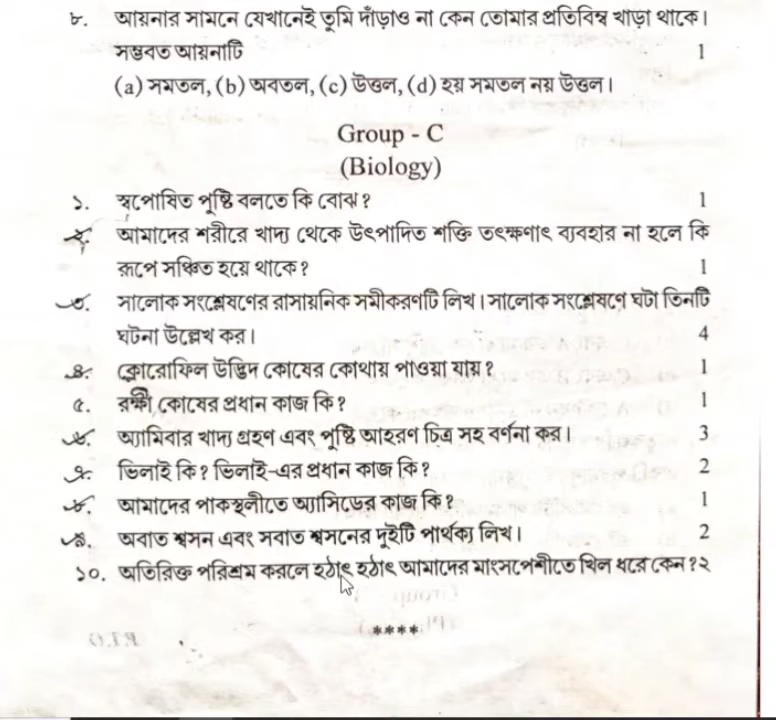 ৮. আয়নার সামনে যেখানেই তুমি দাঁড়াও না কেন তোমার প্রতিবিম্ব খাড়া থাকে।
সম্ভবত আয়নাটি 1
(a) সমতল, (b) অবতল, (c) উত্তল, (d) হয় সমতল নয় উত্তল।
Group - C
(Biology)
১. স্বপোষিত পুষ্টি বলতে কি বোঝ? 1
২. আমাদের শরীরে খাদ্য থেকে উৎপাদিত শক্তি তৎক্ষণাৎ ব্যবহার না হলে কি
রূপে সঞ্চিত হয়ে থাকে? 1
৩. সালোক সংশ্লেষণের রাসায়নিক সমীকরণটি লিখ। সালোক সংশ্লেষণে ঘটা তিনটি
ঘটনা উল্লেখ কর। 4
৪. ক্লোরোফিল উদ্ভিদ কোষের কোথায় পাওয়া যায়? 1
৫. রক্ষী কোষের প্রধান কাজ কি? 1
৬. অ্যামিবার খাদ্য গ্রহণ এবং পুষ্টি আহরণ চিত্র সহ বর্ণনা কর। 3
৭. ভিলাই কি? ভিলাই-এর প্রধান কাজ কি? 2
৮. আমাদের পাকস্থলীতে অ্যাসিডের কাজ কি? 1
৯. অবাত শ্বসন এবং সবাত শ্বসনের দুইটি পার্থক্য লিখ। 2
১০. অতিরিক্ত পরিশ্রম করলে হঠাৎ হঠাৎ আমাদের মাংসপেশীতে খিল ধরে কেন? ২
****